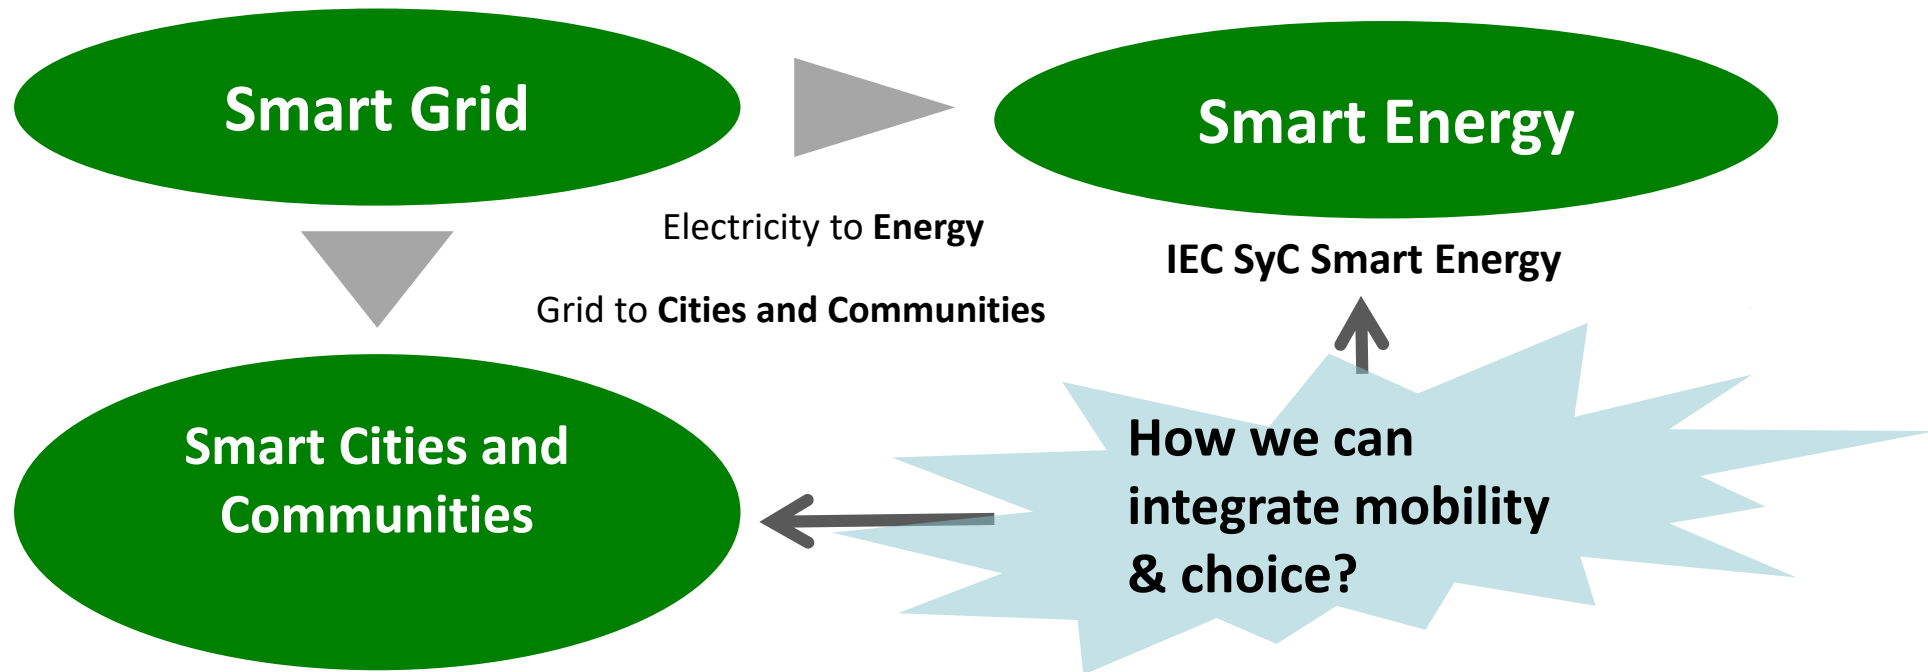 Smart Grid
Smart Energy
Electricity to Energy
IEC SyC Smart Energy
Grid to Cities and Communities
Smart Cities and
Communities
How we can
integrate mobility
& choice?